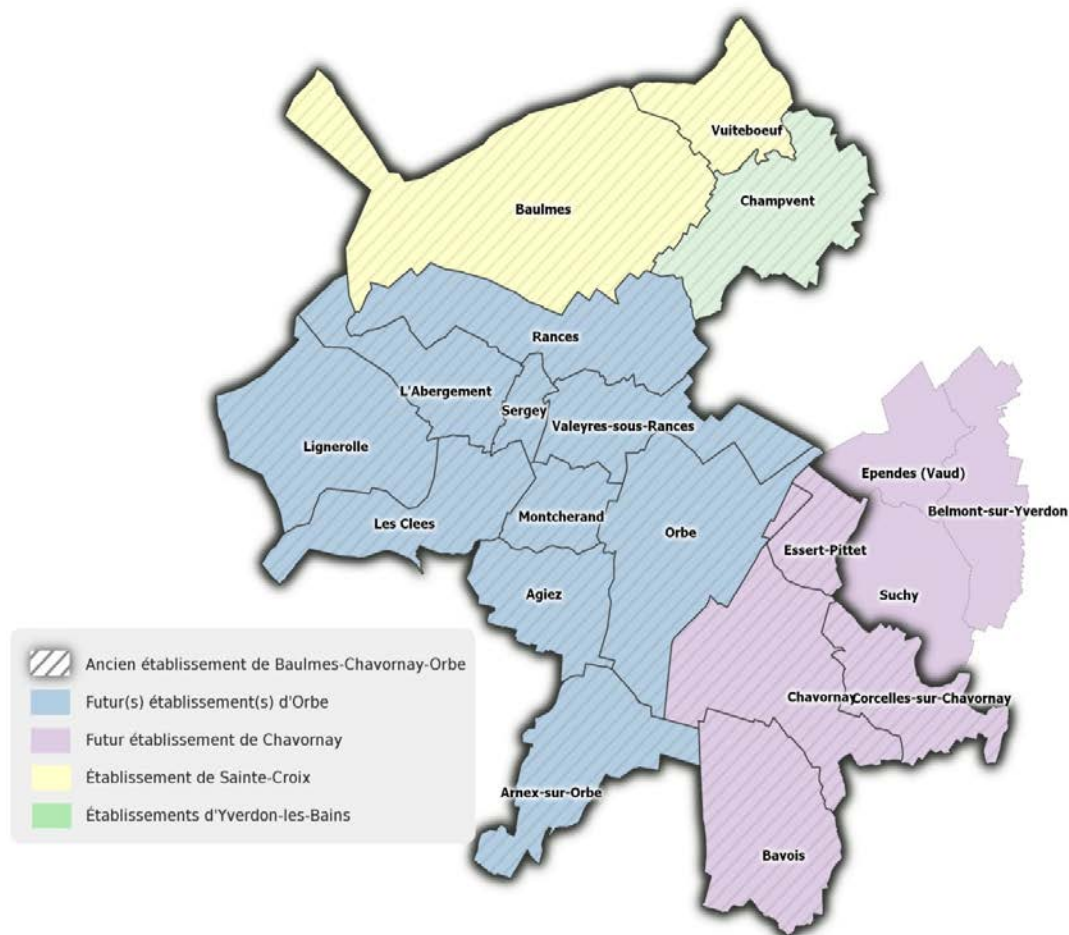 Vuiteboeuf
Champvent
Baulmes
Rances
L'Abergement
Sergey
Valeyres-sous-Rances
Lignerolle
Ependes (Vaud)
Belmont-sur-Yverdon
Les Clees
Montcherand
Orbe
Essert-Pittet
Agiez
Suchy
Chavornay
Corcelles-sur-Chavornay
Arnex-sur-Orbe
Bavois
Ancien établissement de Baulmes-Chavornay-Orbe
Futur(s) établissement(s) d'Orbe
Futur établissement de Chavornay
Établissement de Sainte-Croix
Établissements d'Yverdon-les-Bains